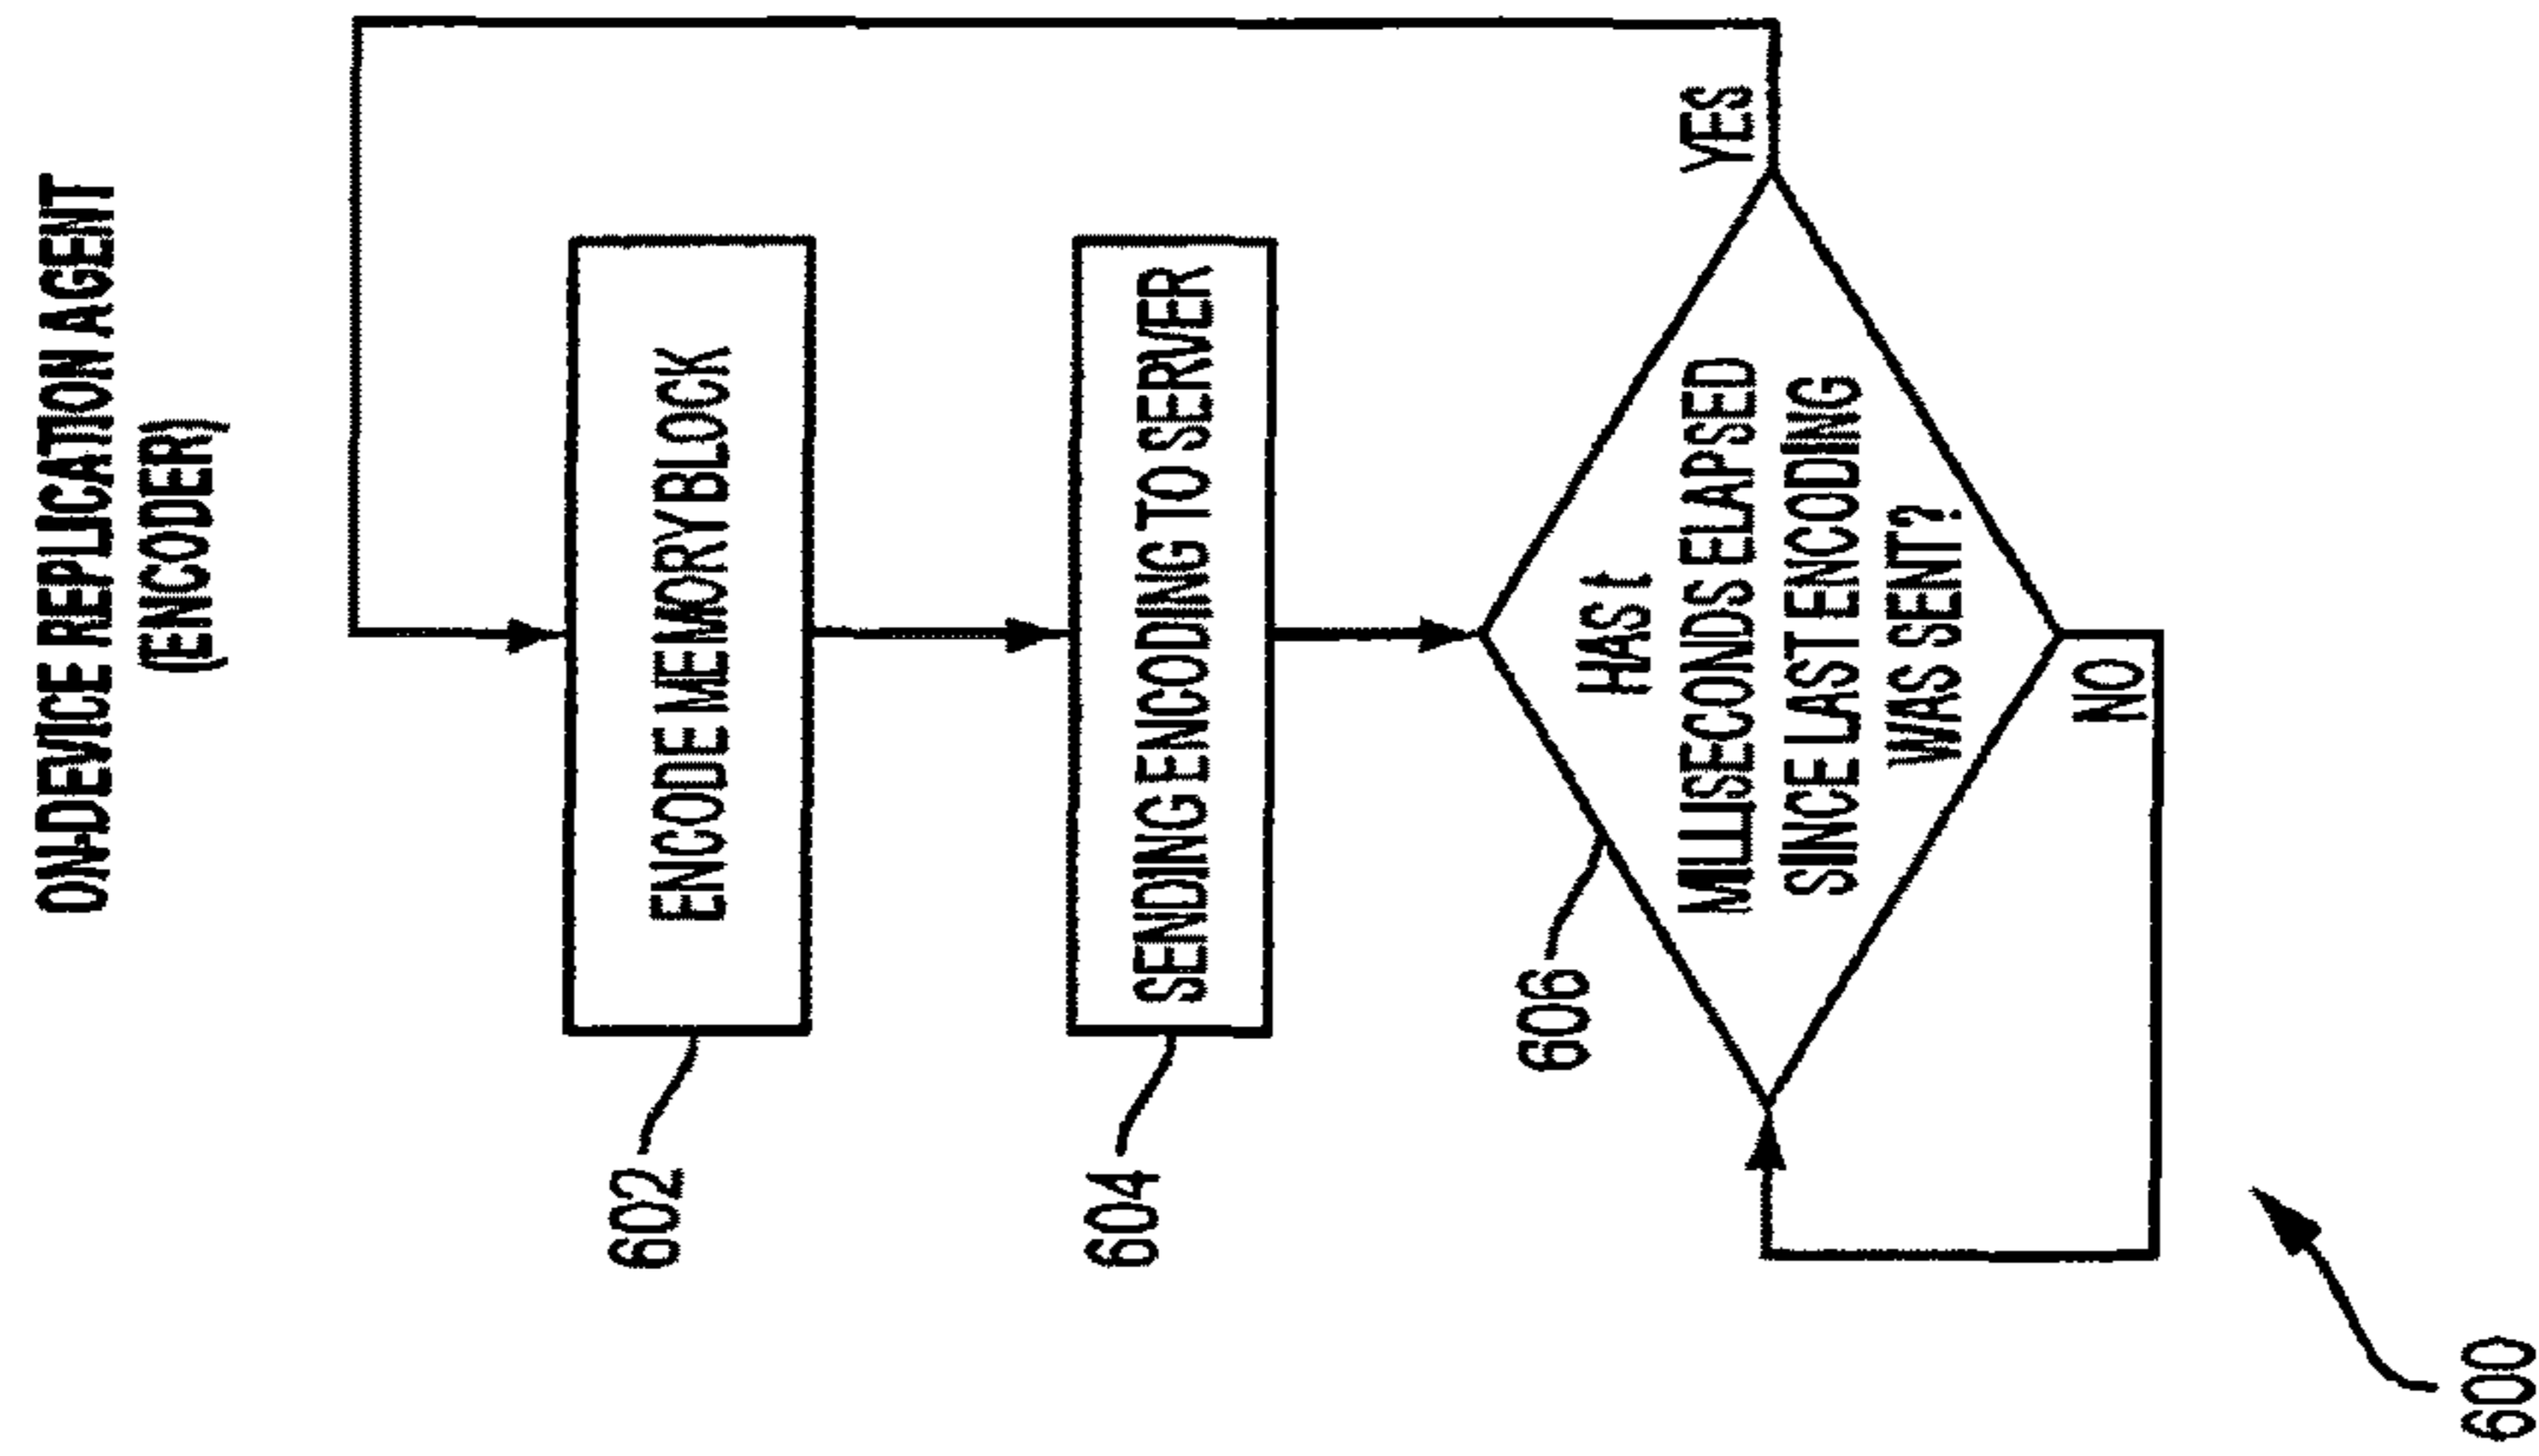 ON-DEVICE REPLICATION AGENT
(ENCODER)
602
ENCODE MEMORY BLOCK
604
SENDING ENCODING TO SERVER
606
HAS t
MILLISECONDS ELAPSED
SINCE LAST ENCODING
WAS SENT?
YES
NO
600